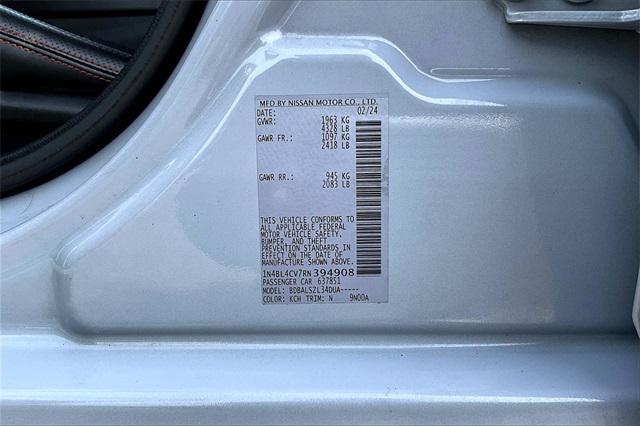 MFD BY NISSAN MOTOR CO., LTD.
DATE: 02/24
GVWR: 1963 KG
4328 LB
GAWR FR.: 1097 KG
2418 LB
GAWR RR.: 945 KG
2083 LB
THIS VEHICLE CONFORMS TO
ALL APPLICABLE FEDERAL
MOTOR VEHICLE SAFETY,
BUMPER, AND THEFT
PREVENTION STANDARDS IN
EFFECT ON THE DATE OF
MANUFACTURE SHOWN ABOVE.
1N4BL4CV7RN394908
PASSENGER CAR 637851
MODEL: BDBALSZL34DUA-----
COLOR: KCH TRIM: N 9N00A